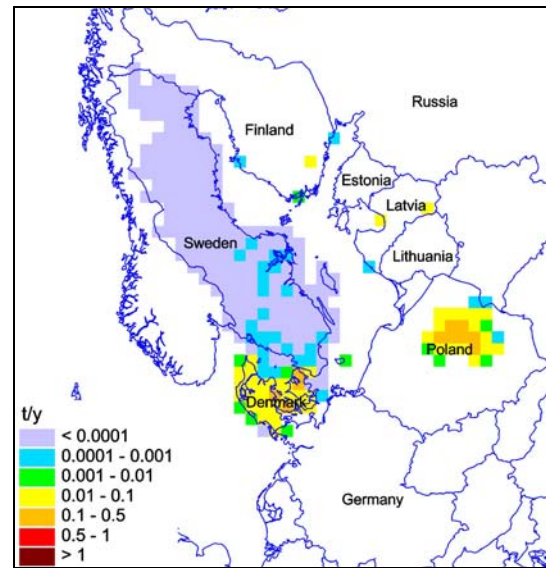 Russia
Finland
Estonia
Latvia
Sweden
Lithuania
Poland
Denmark
t/y
< 0.0001
0.0001 - 0.001
0.001 - 0.01
0.01 - 0.1
0.1 - 0.5
0.5 - 1
> 1
Germany